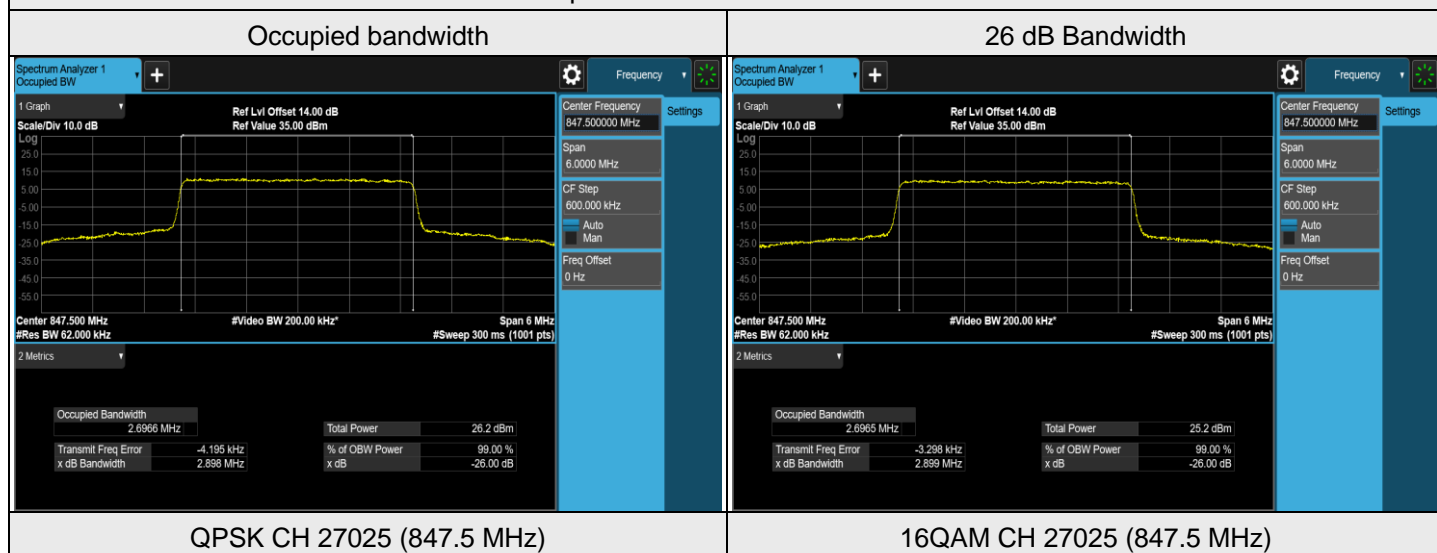 Occupied bandwidth
26 dB Bandwidth
Spectrum Analyzer 1
Occupied BW
+
Frequency
1 Graph
Scale/Div 10.0 dB
Ref Lvl Offset 14.00 dB
Ref Value 35.00 dBm
Log
25.0
15.0
5.00
-5.00
-15.0
-25.0
-35.0
-45.0
-55.0
Center 847.500 MHz
#Res BW 62.000 kHz
#Video BW 200.00 kHz*
Span 6 MHz
#Sweep 300 ms (1001 pts)
Center Frequency
847.500000 MHz
Settings
Span
6.0000 MHz
CF Step
600.000 kHz
Auto
Man
Freq Offset
0 Hz
2 Metrics
Occupied Bandwidth
2.6966 MHz
Total Power 26.2 dBm
Transmit Freq Error -4.195 kHz
% of OBW Power 99.00 %
x dB Bandwidth 2.898 MHz
x dB -26.00 dB
Spectrum Analyzer 1
Occupied BW
+
Frequency
1 Graph
Scale/Div 10.0 dB
Ref Lvl Offset 14.00 dB
Ref Value 35.00 dBm
Log
25.0
15.0
5.00
-5.00
-15.0
-25.0
-35.0
-45.0
-55.0
Center 847.500 MHz
#Res BW 62.000 kHz
#Video BW 200.00 kHz*
Span 6 MHz
#Sweep 300 ms (1001 pts)
Center Frequency
847.500000 MHz
Settings
Span
6.0000 MHz
CF Step
600.000 kHz
Auto
Man
Freq Offset
0 Hz
2 Metrics
Occupied Bandwidth
2.6965 MHz
Total Power 25.2 dBm
Transmit Freq Error -3.298 kHz
% of OBW Power 99.00 %
x dB Bandwidth 2.899 MHz
x dB -26.00 dB
QPSK CH 27025 (847.5 MHz)
16QAM CH 27025 (847.5 MHz)